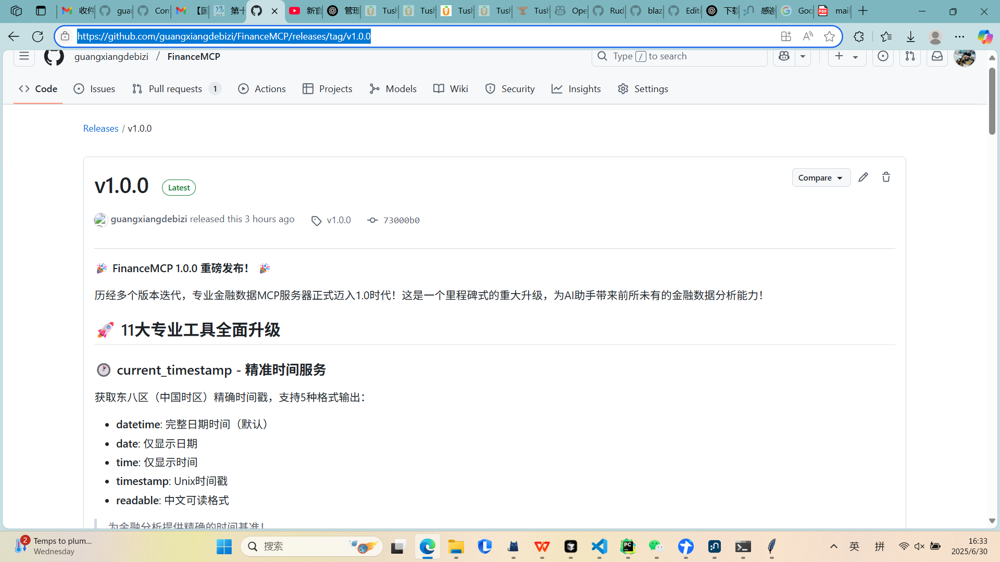 收件
guar
Com
【国
第十
新官
管理
Tush
Tush
Tush
Tush
Tush
Ope
Rud
blaz
Editi
下载
感谢
Goo
mail
https://github.com/guangxiangdebizi/FinanceMCP/releases/tag/v1.0.0
guangxiangdebizi / FinanceMCP
Type / to search
Code
Issues
Pull requests 1
Actions
Projects
Models
Wiki
Security
Insights
Settings
Releases / v1.0.0
v1.0.0 Latest
Compare
guangxiangdebizi released this 3 hours ago
v1.0.0
73000b0
🎉 FinanceMCP 1.0.0 重磅发布！ 🎉
历经多个版本迭代，专业金融数据MCP服务器正式迈入1.0时代！这是一个里程碑式的重大升级，为AI助手带来前所未有的金融数据分析能力！
🚀 11大专业工具全面升级
🕐 current_timestamp - 精准时间服务
获取东八区（中国时区）精确时间戳，支持5种格式输出：
• datetime: 完整日期时间（默认）
• date: 仅显示日期
• time: 仅显示时间
• timestamp: Unix时间戳
• readable: 中文可读格式
为金融分析提供精确的时间基准！
2
Temps to plum...
Wednesday
搜索
英
拼
16:33
2025/6/30